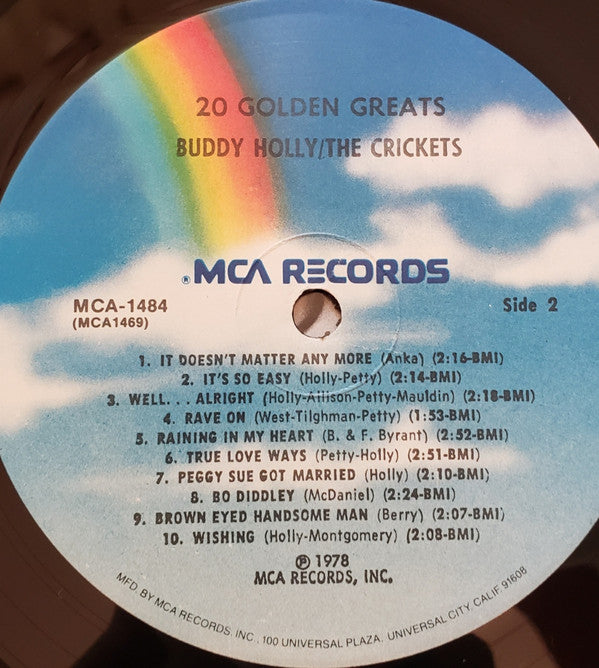 20 GOLDEN GREATS
BUDDY HOLLY/THE CRICKETS
® MCA RECORDS
MCA-1484
(MCA1469)
Side 2
1. IT DOESN'T MATTER ANY MORE (Anka) (2:16-BMI)
2. IT'S SO EASY (Holly-Petty) (2:14-BMI)
3. WELL. . . ALRIGHT (Holly-Allison-Petty-Mauldin) (2:18-BMI)
4. RAVE ON (West-Tilghman-Petty) (1:53-BMI)
5. RAINING IN MY HEART (B. & F. Byrant) (2:52-BMI)
6. TRUE LOVE WAYS (Petty-Holly) (2:51-BMI)
7. PEGGY SUE GOT MARRIED (Holly) (2:10-BMI)
8. BO DIDDLEY (McDaniel) (2:24-BMI)
9. BROWN EYED HANDSOME MAN (Berry) (2:07-BMI)
10. WISHING (Holly-Montgomery) (2:08-BMI)
℗ 1978
MCA RECORDS, INC.
MFD. BY MCA RECORDS, INC., 100 UNIVERSAL PLAZA, UNIVERSAL CITY, CALIF. 91608